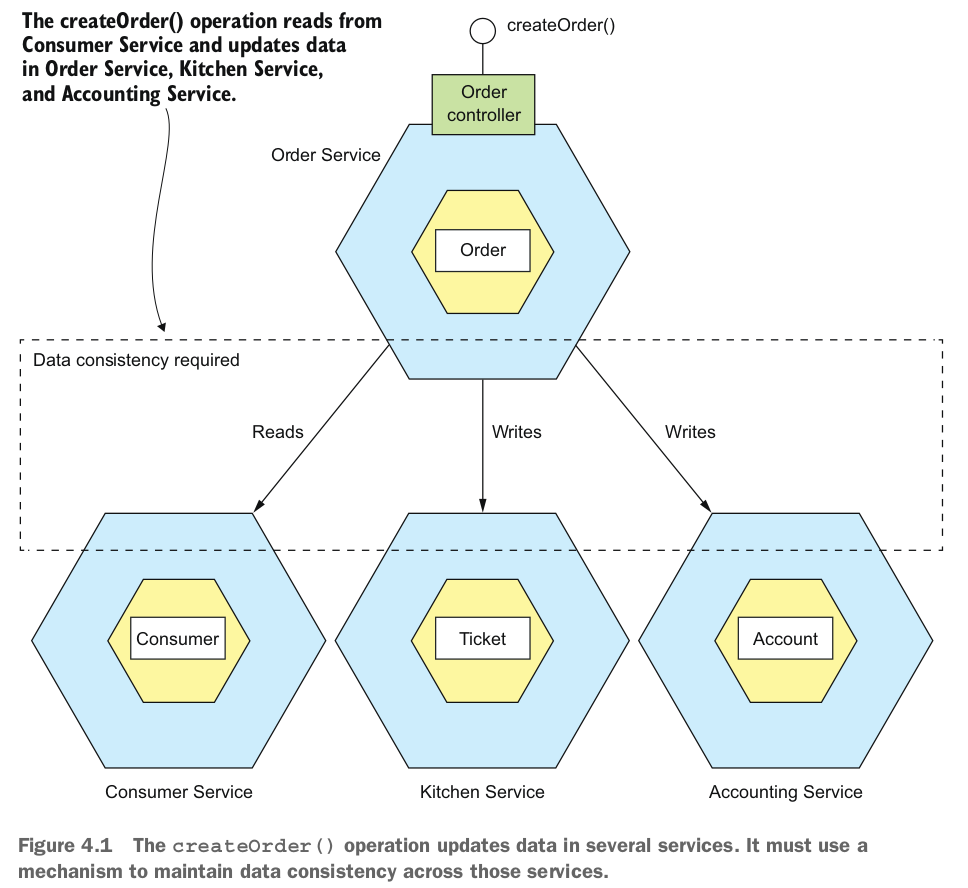 The createOrder() operation reads from
Consumer Service and updates data
in Order Service, Kitchen Service,
and Accounting Service.
createOrder()
Order
controller
Order Service
Order
Data consistency required
Reads
Writes
Writes
Consumer
Ticket
Account
Consumer Service
Kitchen Service
Accounting Service
Figure 4.1 The createOrder() operation updates data in several services. It must use a
mechanism to maintain data consistency across those services.